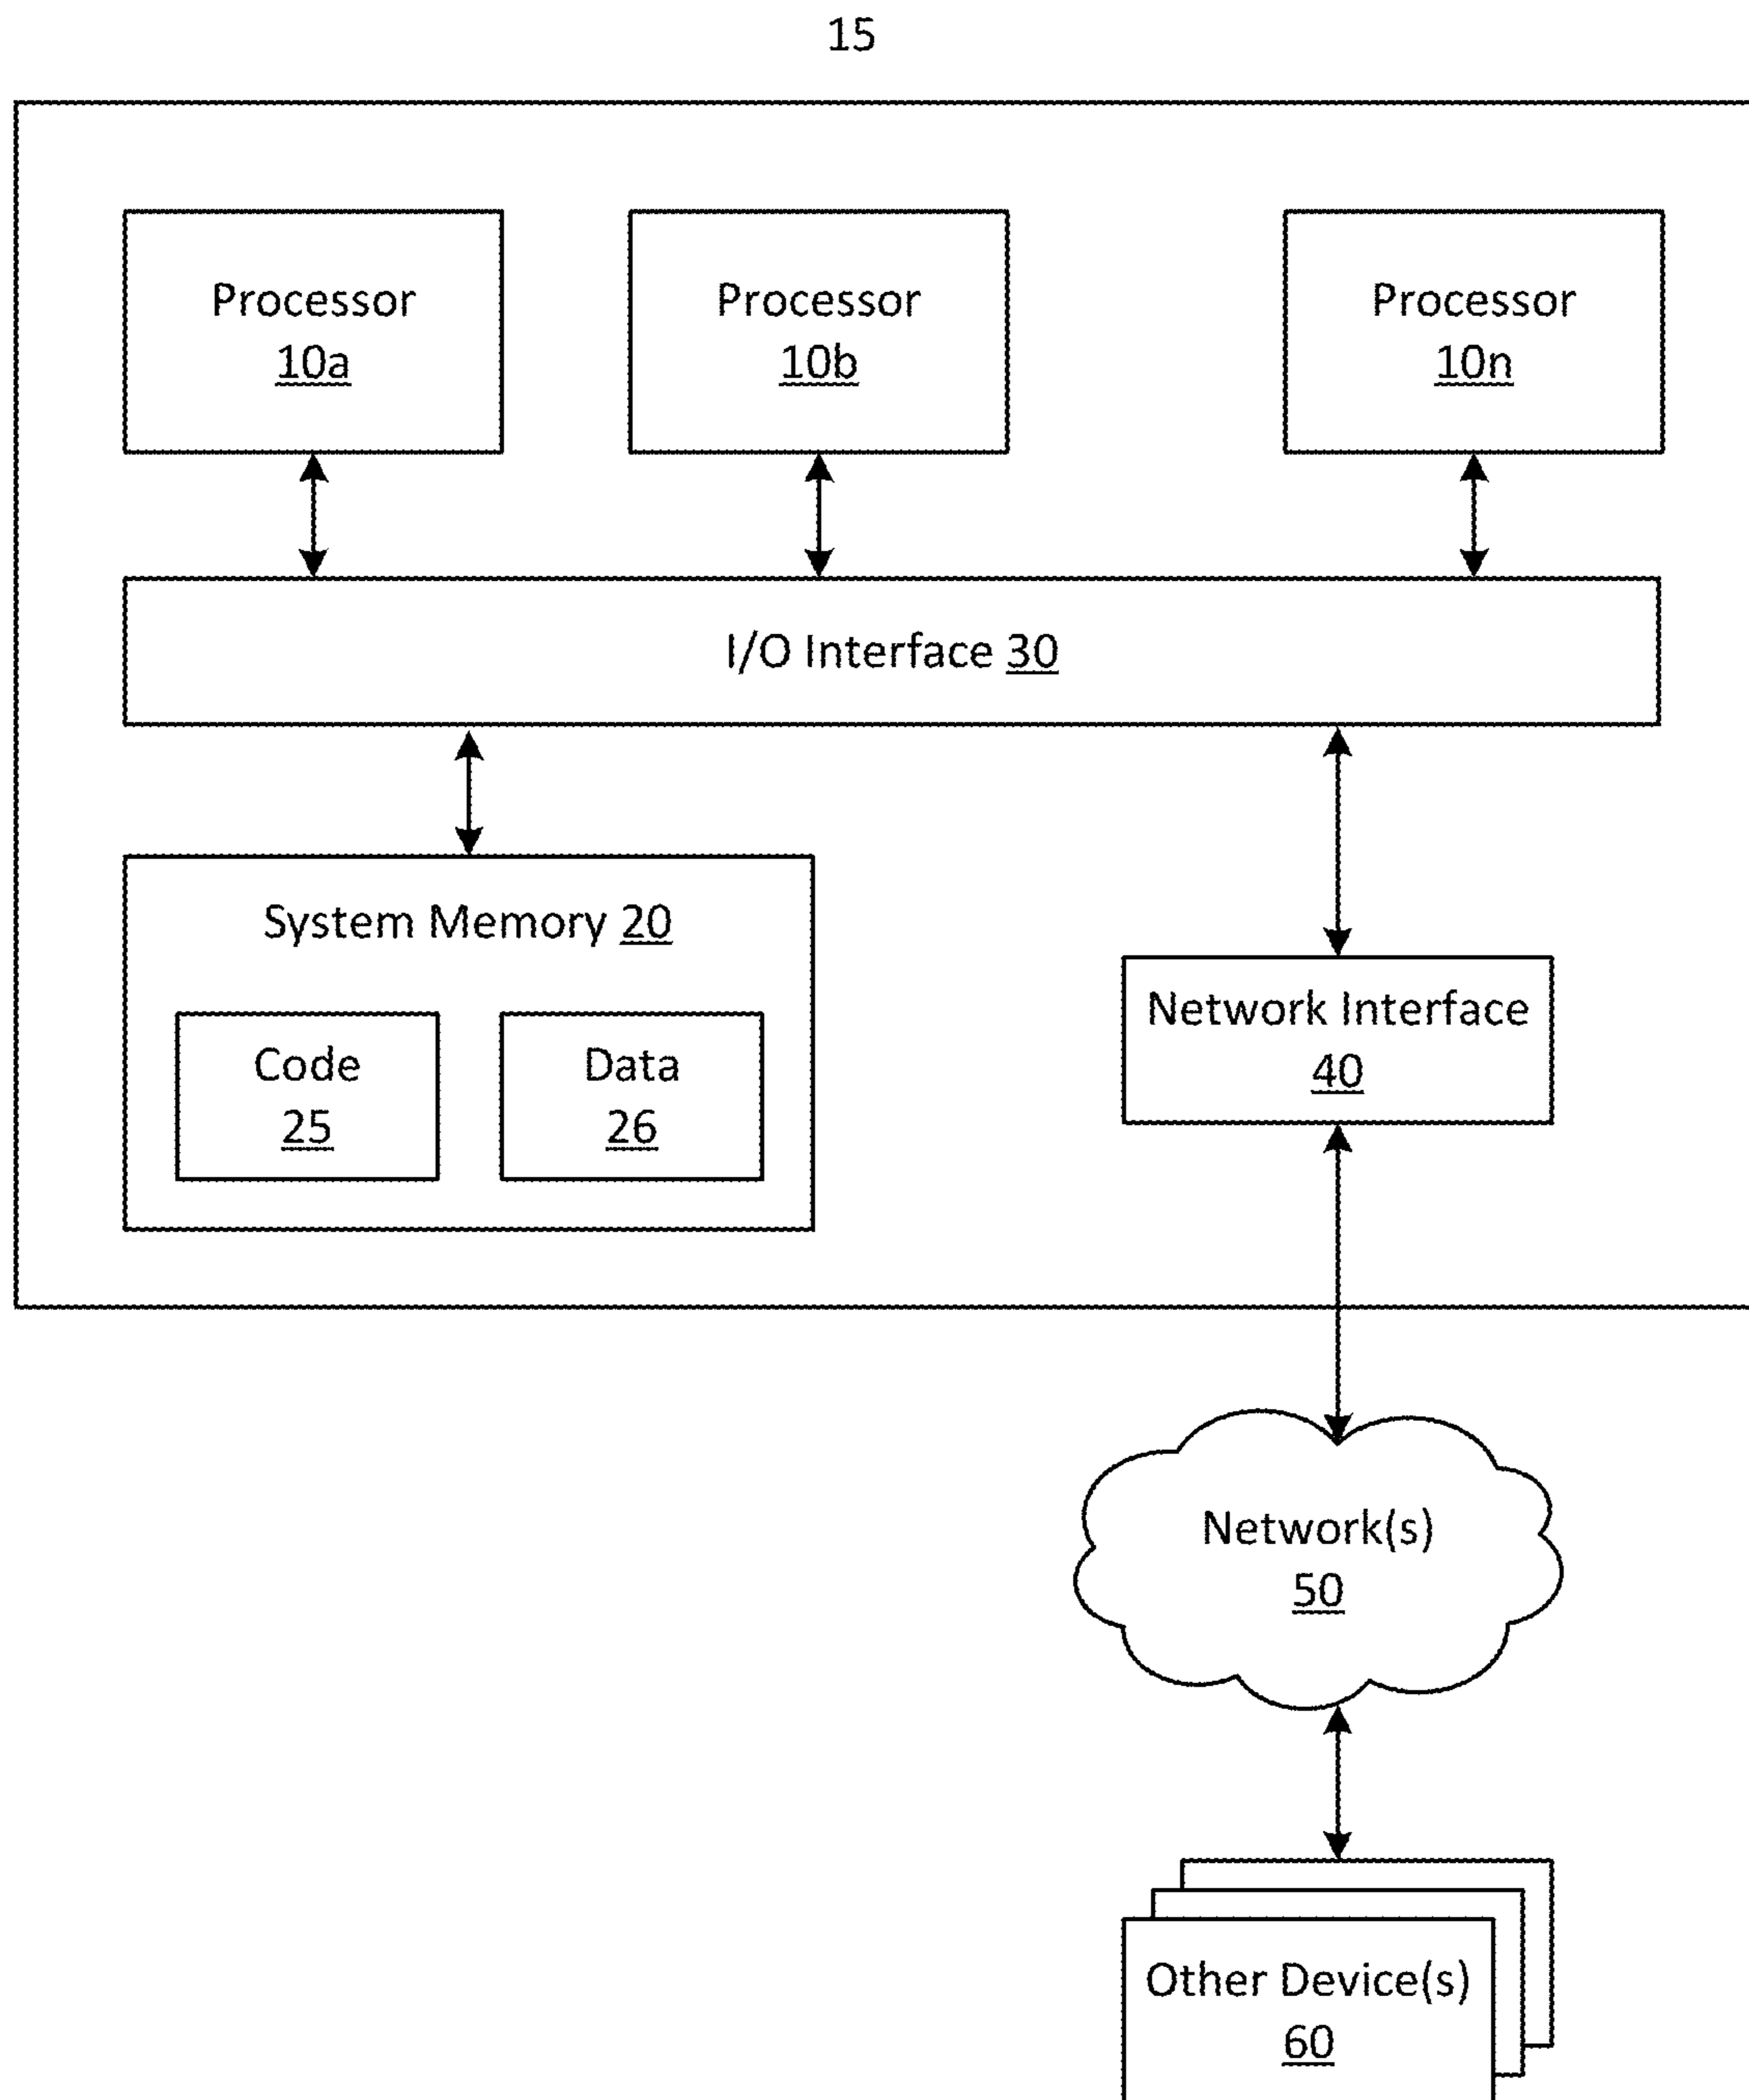 15
Processor
10a
Processor
10b
Processor
10n
I/O Interface 30
System Memory 20
Code
25
Data
26
Network Interface
40
Network(s)
50
Other Device(s)
60